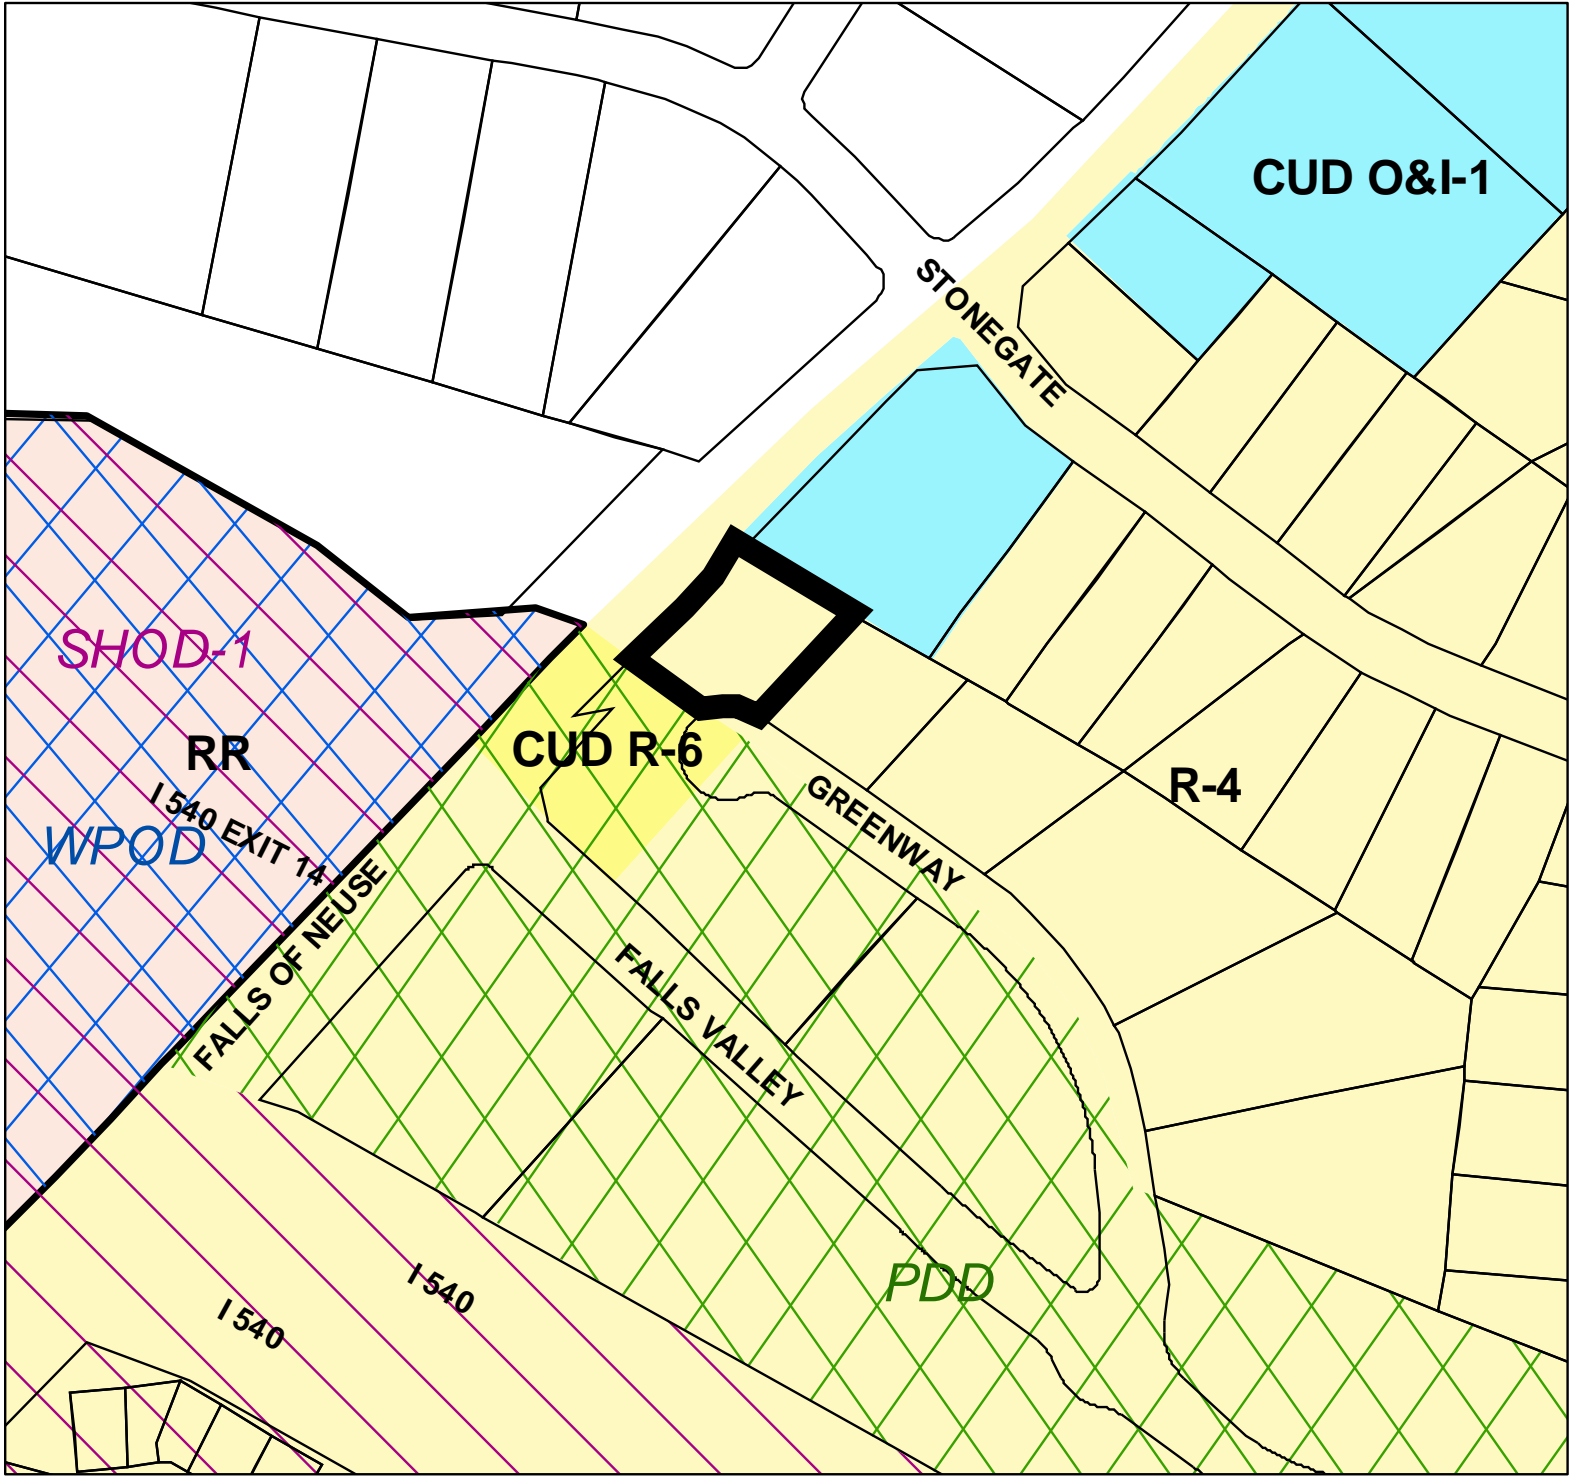 CUD O&I-1
STONEGATE
SHOD-1
RR
CUD R-6
I 540 EXIT 14
R-4
GREENWAY
WPOD
FALLS OF NEUSE
FALLS VALLEY
PDD
I 540
I 540